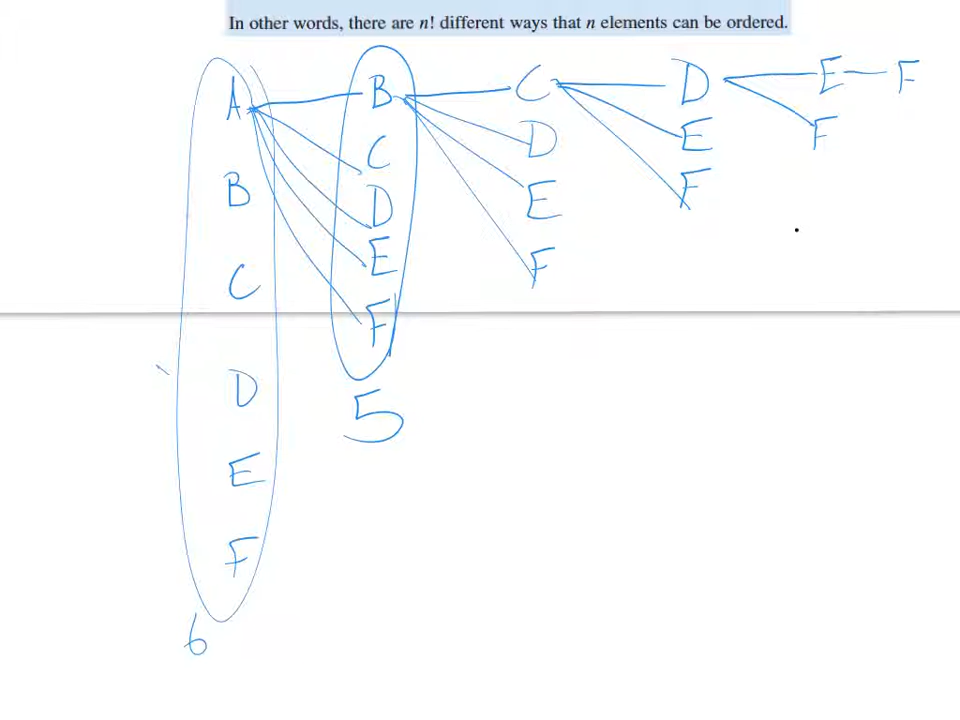 In other words, there are n! different ways that n elements can be ordered.
A B C D E F
B C D E F
C D E F
D E F
E F
F
5
6